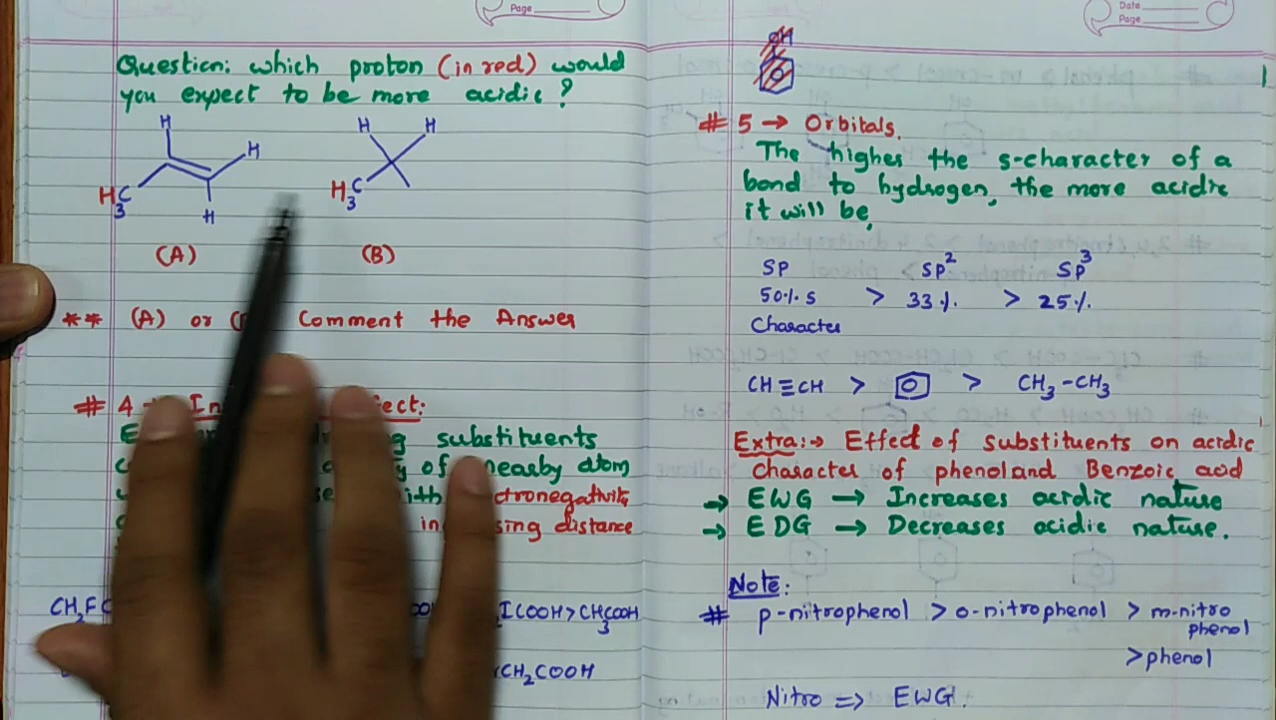 Page
Question: which proton (in red) would
you expect to be more acidic ?
H H H H
H3C H H3C
(A) (B)
** (A) or Comment the Answer
# 4
substituents
of nearby atom
ith
increasing distance
CH2F ICOOH > CH3COOH
CH2COOH
Date
Page
OH
# 5 → Orbitals.
The higher the s-character of a
bond to hydrogen, the more acidic
it will be,
SP SP2 SP3
50% s > 33% > 25%
Character
CH≡CH > > CH3-CH3
Extra:→ Effect of substituents on acidic
character of phenol and Benzoic acid
→ EWG → Increases acidic nature
→ EDG → Decreases acidic nature.
Note:
# p-nitrophenol > o-nitrophenol > m-nitro
phenol
> phenol
Nitro => EWG.